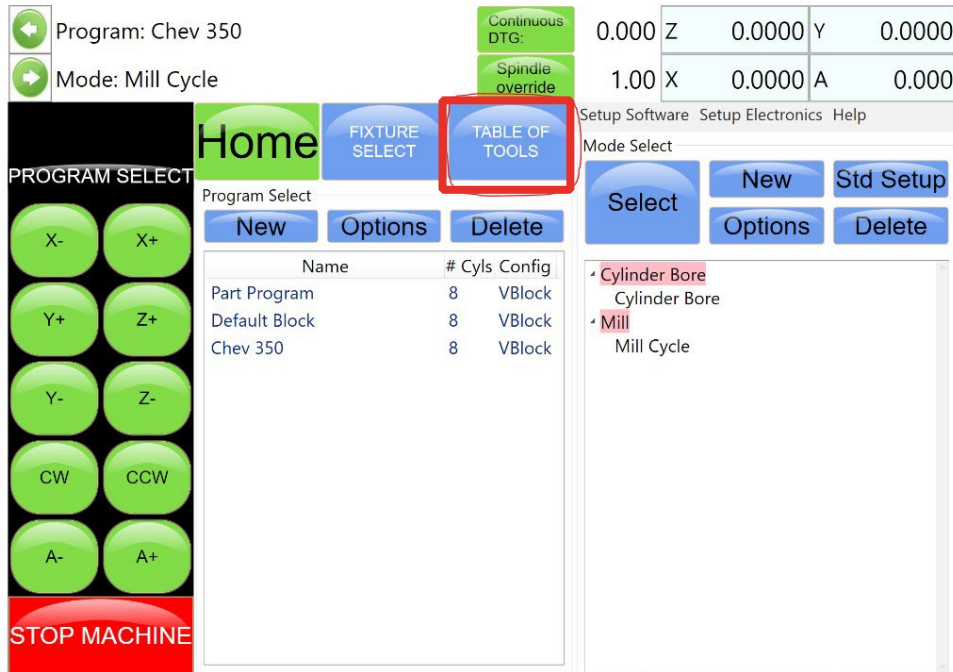 Program: Chev 350
Mode: Mill Cycle
Continuous
DTG:
Spindle
override
0.000 Z 0.0000 Y 0.0000
1.00 X 0.0000 A 0.000
PROGRAM SELECT
X- X+
Y+ Z+
Y- Z-
CW CCW
A- A+
STOP MACHINE
Home
FIXTURE
SELECT
TABLE OF
TOOLS
Program Select
New Options Delete
Name # Cyls Config
Part Program 8 VBlock
Default Block 8 VBlock
Chev 350 8 VBlock
Setup Software Setup Electronics Help
Mode Select
Select
New Std Setup
Options Delete
Cylinder Bore
Cylinder Bore
Mill
Mill Cycle